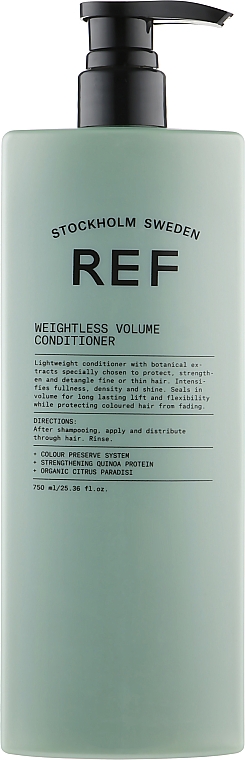 STOCKHOLM SWEDEN
REF
WEIGHTLESS VOLUME
CONDITIONER
Lightweight conditioner with botanical ex-
tracts specially chosen to protect, strength-
en and detangle fine or thin hair. Intensi-
fies fullness, density and shine. Seals in
volume for long lasting lift and flexibility
while protecting coloured hair from fading.
DIRECTIONS:
After shampooing, apply and distribute
through hair. Rinse.
+ COLOUR PRESERVE SYSTEM
+ STRENGTHENING QUINOA PROTEIN
+ ORGANIC CITRUS PARADISI
750 ml/25.36 fl.oz.